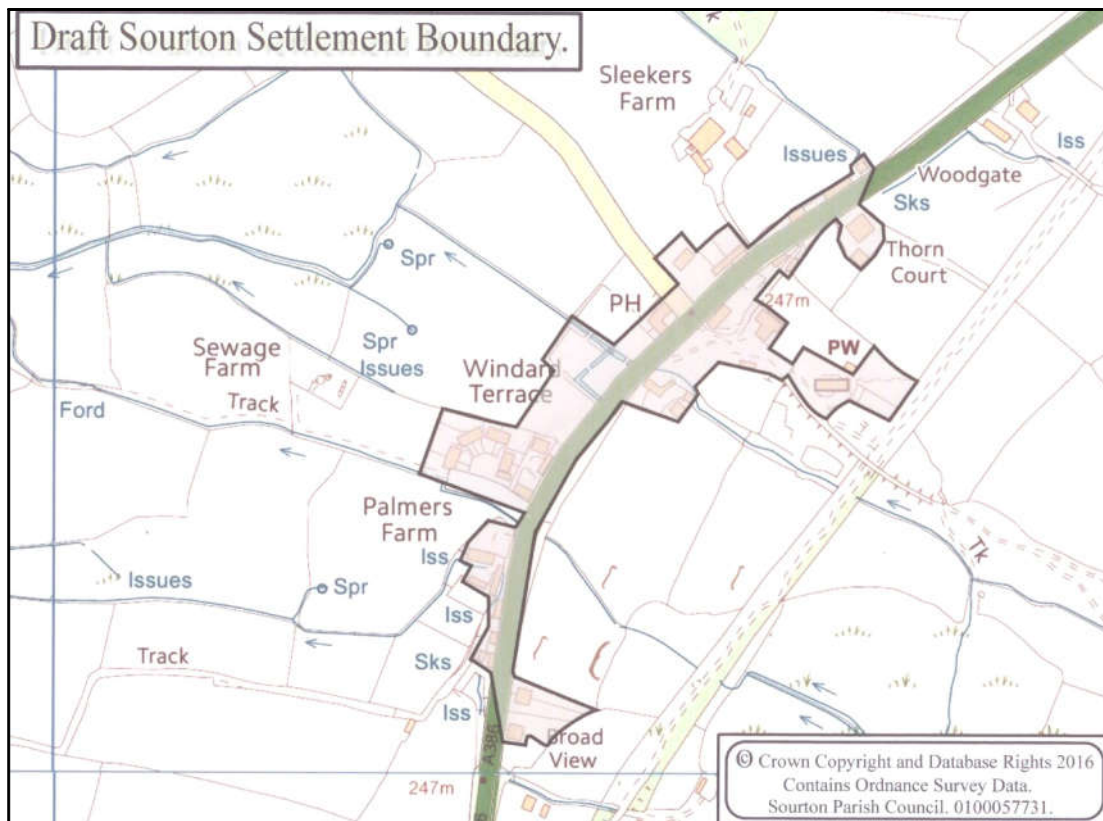 Draft Sourton Settlement Boundary.
Sleekers
Farm
Issues
Iss
Woodgate
Sks
Thorn
Court
Spr
PH
247m
Spr
Issues
Sewage
Farm
Track
Windard
Terrace
PW
Ford
Palmers
Farm
Iss
Tk
Issues
Spr
Iss
Track
Sks
Iss
Broad
View
A386
247m
© Crown Copyright and Database Rights 2016
Contains Ordnance Survey Data.
Sourton Parish Council. 0100057731.